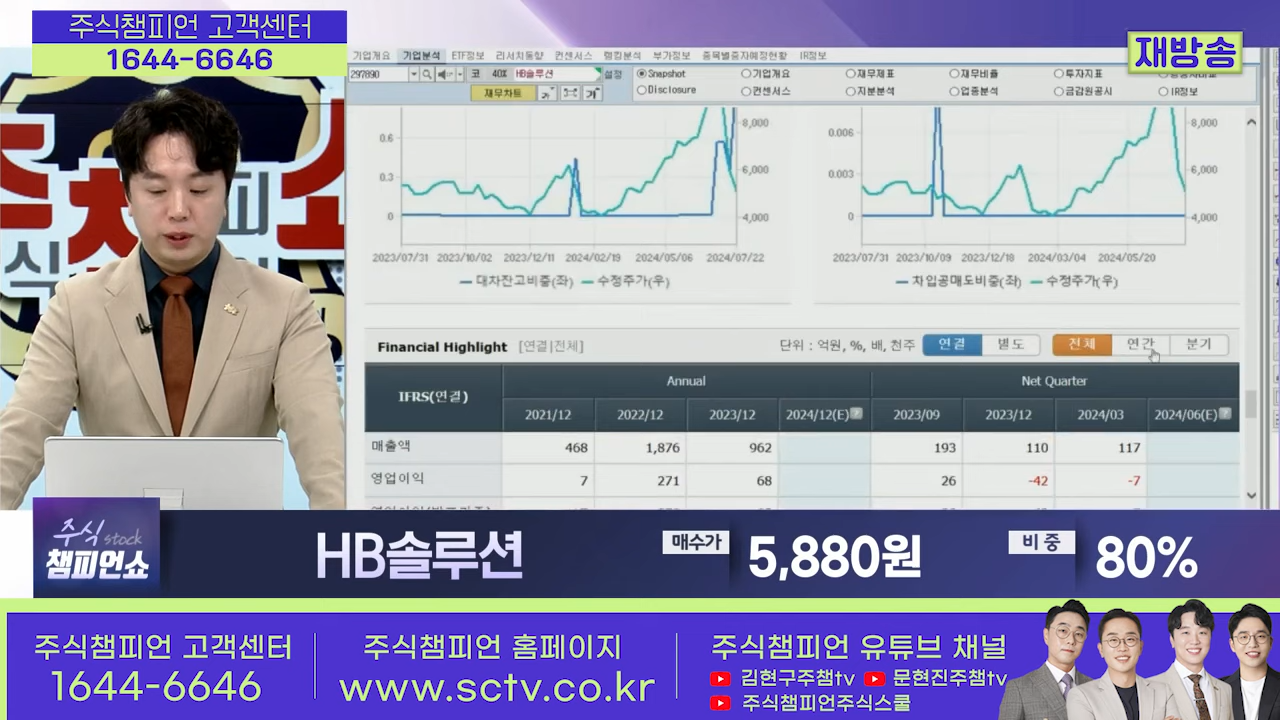 주식챔피언 고객센터
1644-6646
재방송
기업개요 기업분석 ETF정보 리서치동향 컨센서스 랭킹분석 부가정보 종목별증자예정현황 IR정보
297890 코 40% HB솔루션 설정
Snapshot 기업개요 재무제표 재무비율 투자지표
Disclosure 컨센서스 지분분석 업종분석 금감원공시 IR정보
재무차트
0.6 8,000 0.006 8,000
0.3 6,000 0.003 6,000
0 4,000 0 4,000
2023/07/31 2023/10/02 2023/12/11 2024/02/19 2024/05/06 2024/07/22
2023/07/31 2023/10/09 2023/12/18 2024/03/04 2024/05/20
대차잔고비중(좌) 수정주가(우)
차입공매도비중(좌) 수정주가(우)
Financial Highlight [연결|전체] 단위 : 억원, %, 배, 천주 연결 별도 전체 연간 분기
IFRS(연결) Annual Net Quarter
2021/12 2022/12 2023/12 2024/12(E) 2023/09 2023/12 2024/03 2024/06(E)
매출액 468 1,876 962 193 110 117
영업이익 7 271 68 26 -42 -7
주식 stock
챔피언쇼
HB솔루션 매수가 5,880원 비중 80%
주식챔피언 고객센터
1644-6646
주식챔피언 홈페이지
www.sctv.co.kr
주식챔피언 유튜브 채널
김현구주챔tv 문현진주챔tv
주식챔피언주식스쿨